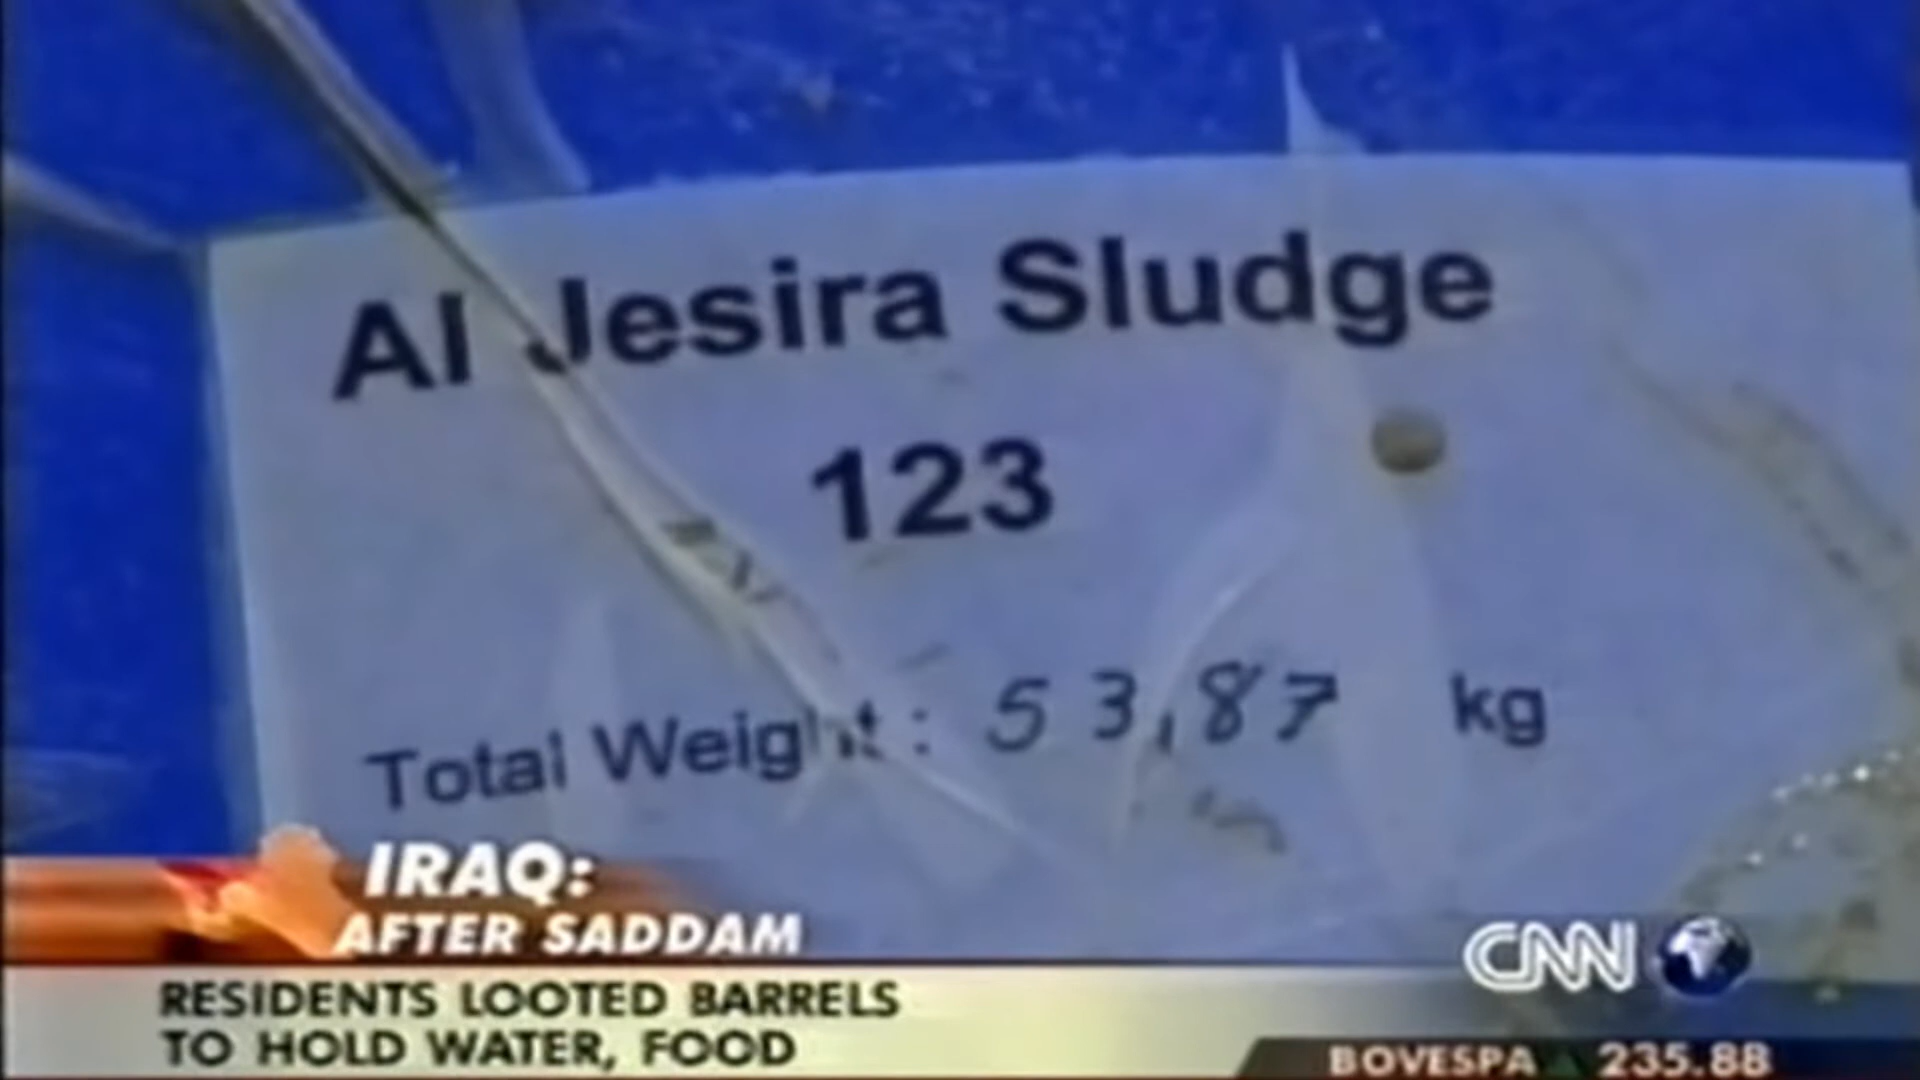 Al Jesira Sludge
123
Total Weight : 53,87 kg
IRAQ:
AFTER SADDAM
CNN
RESIDENTS LOOTED BARRELS
TO HOLD WATER, FOOD
BOVESPA 235.88